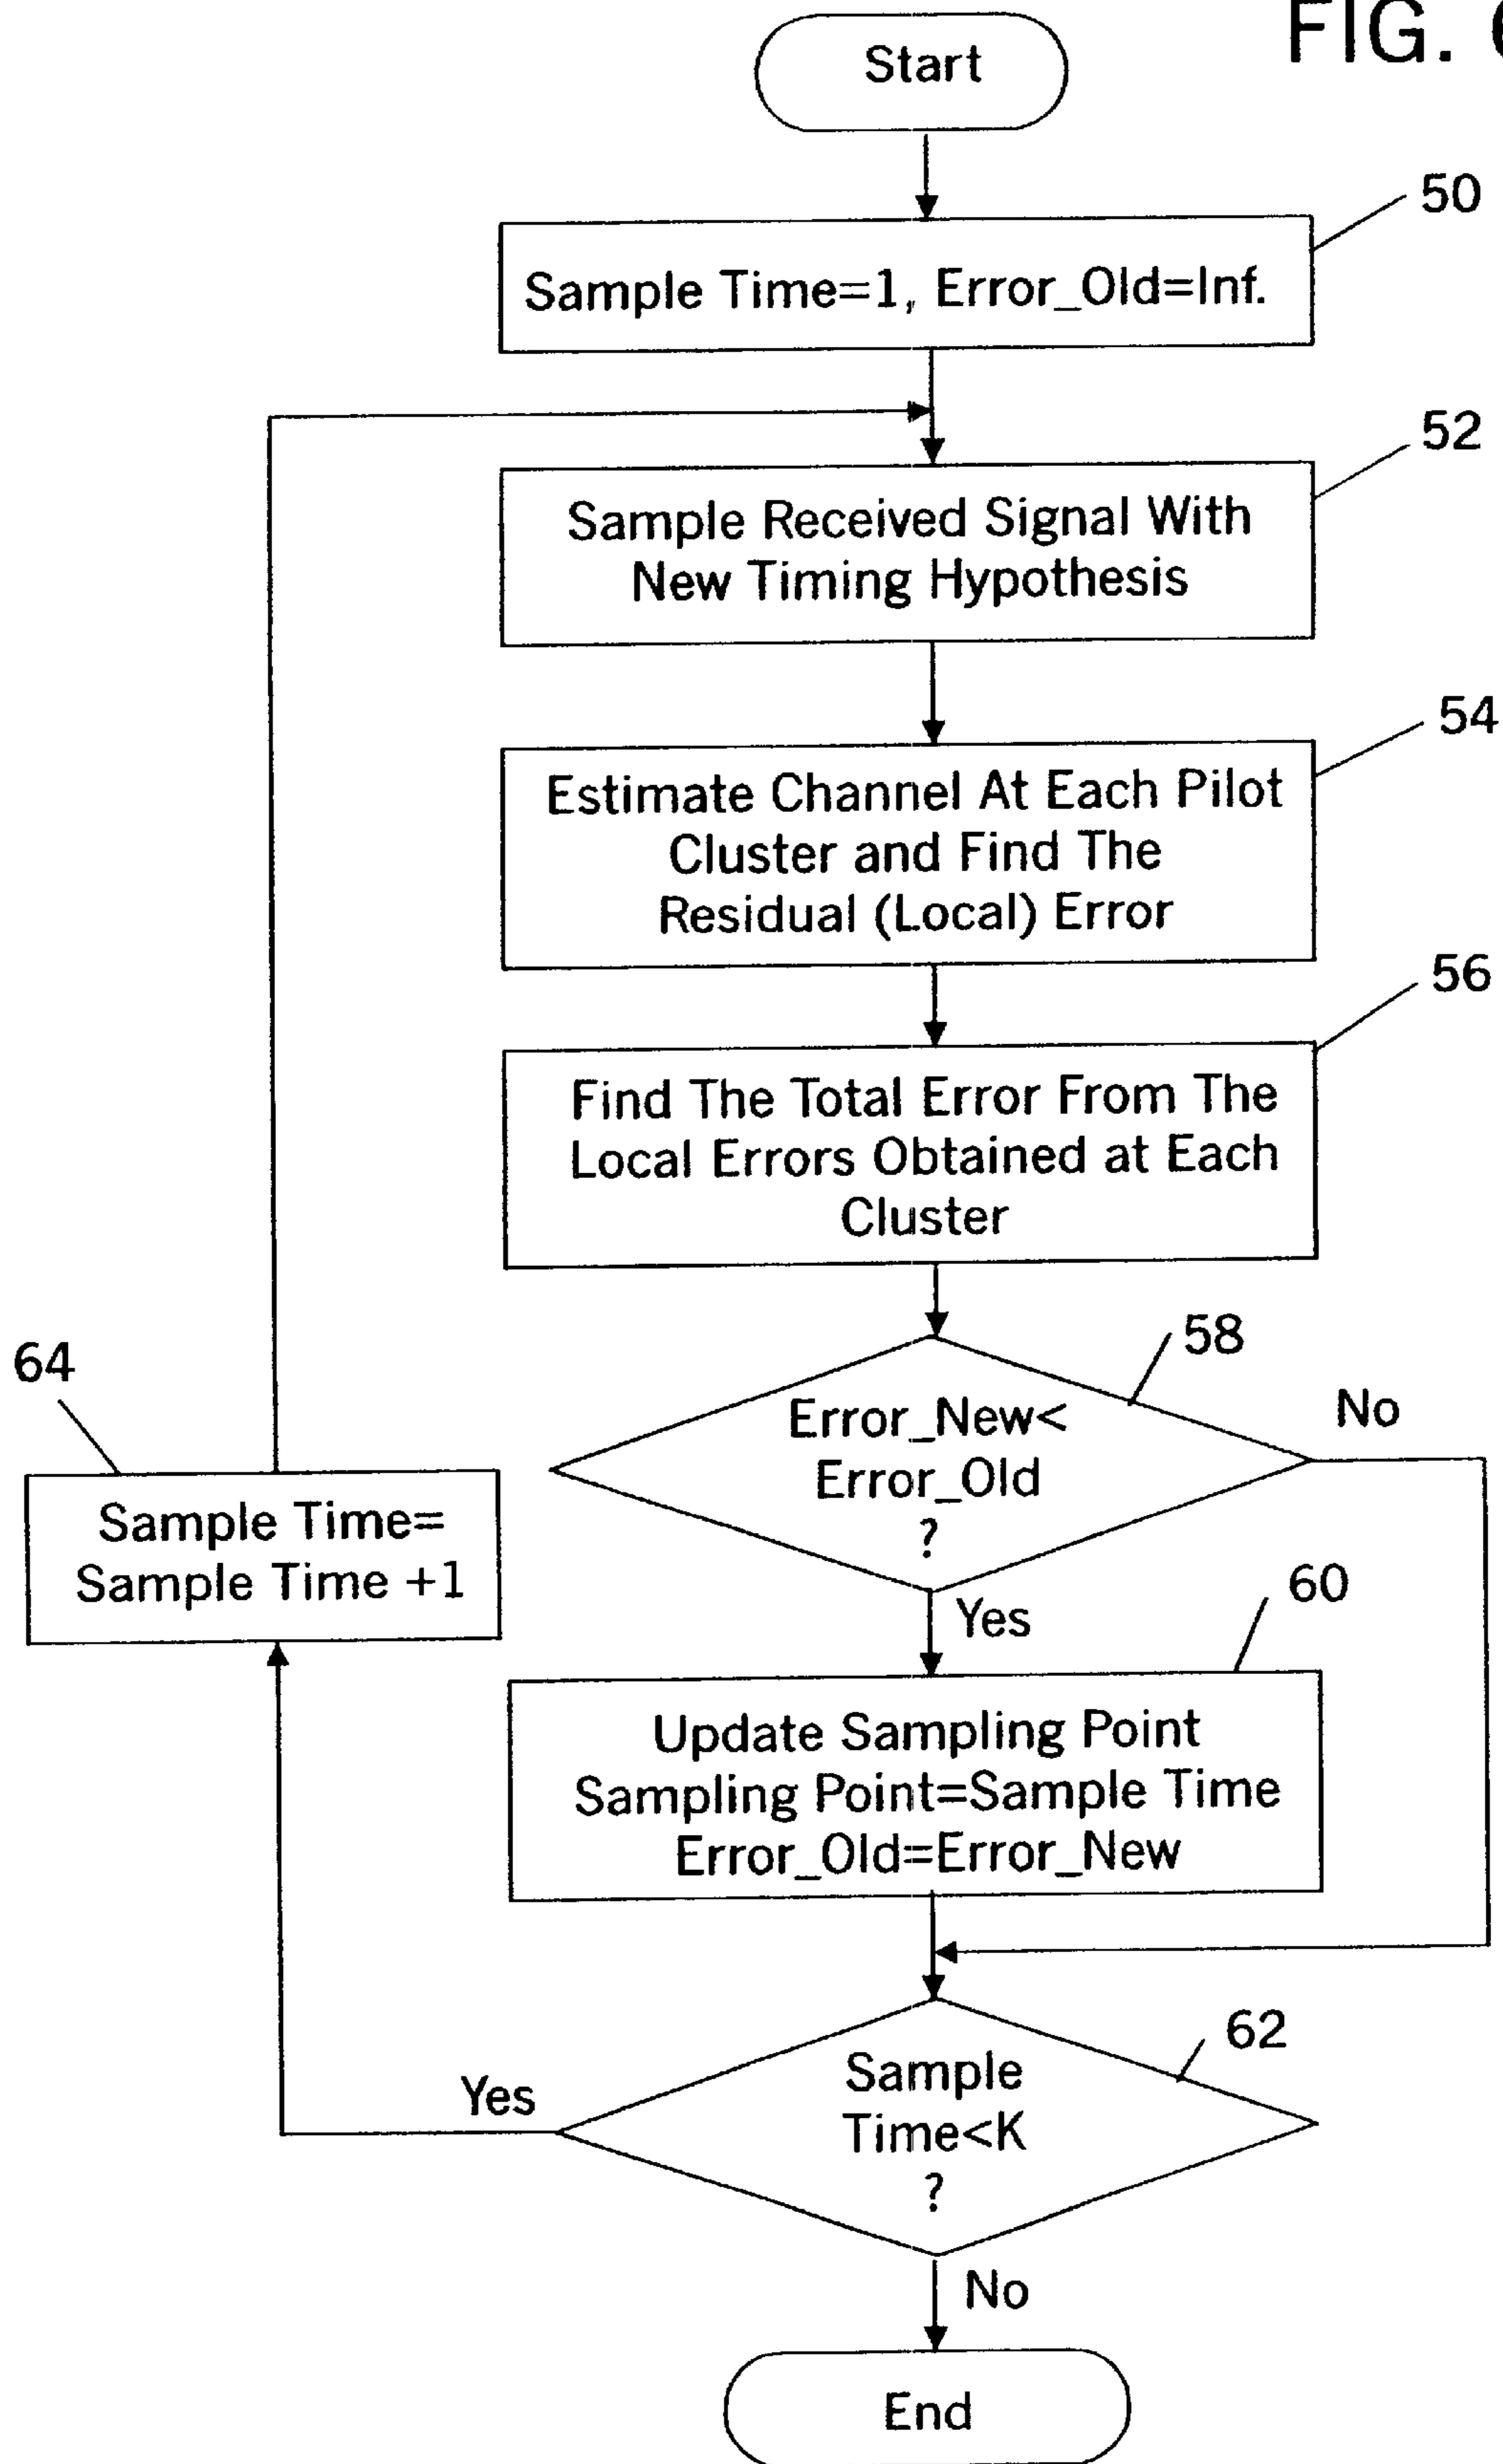 FIG. 6
Start
50
Sample Time=1, Error_Old=Inf.
52
Sample Received Signal With
New Timing Hypothesis
54
Estimate Channel At Each Pilot
Cluster and Find The
Residual (Local) Error
56
Find The Total Error From The
Local Errors Obtained at Each
Cluster
58
Error_New<
Error_Old
?
No
64
Sample Time=
Sample Time +1
Yes
60
Update Sampling Point
Sampling Point=Sample Time
Error_Old=Error_New
62
Sample
Time<K
?
Yes
No
End